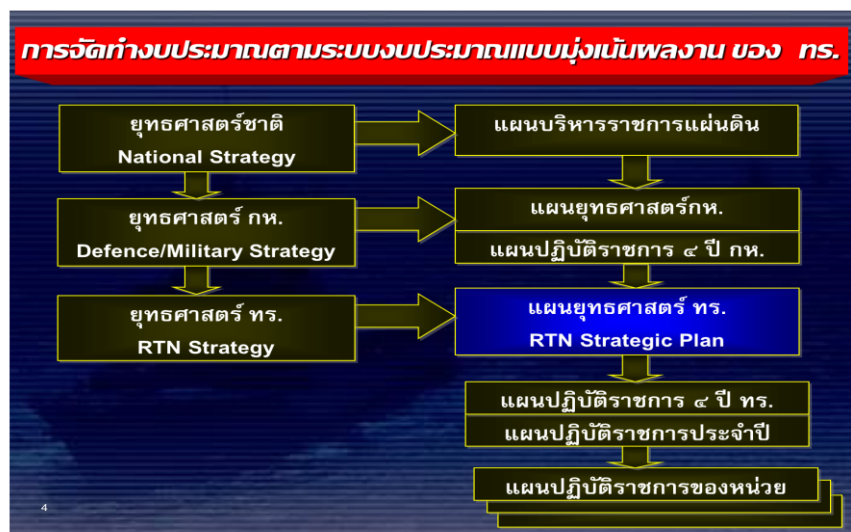 การจัดทำงบประมาณตามระบบงบประมาณแบบมุ่งเน้นผลงาน ของ ทร.
ยุทธศาสตร์ชาติ
National Strategy
แผนบริหารราชการแผ่นดิน
ยุทธศาสตร์ กห.
Defence/Military Strategy
แผนยุทธศาสตร์กห.
แผนปฏิบัติราชการ ๔ ปี กห.
ยุทธศาสตร์ ทร.
RTN Strategy
แผนยุทธศาสตร์ ทร.
RTN Strategic Plan
แผนปฏิบัติราชการ ๔ ปี ทร.
แผนปฏิบัติราชการประจำปี
แผนปฏิบัติราชการของหน่วย
4